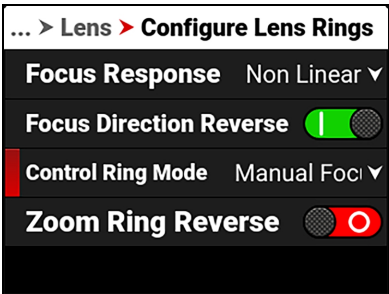 ... > Lens > Configure Lens Rings
Focus Response Non Linear
Focus Direction Reverse
Control Ring Mode Manual Foc
Zoom Ring Reverse